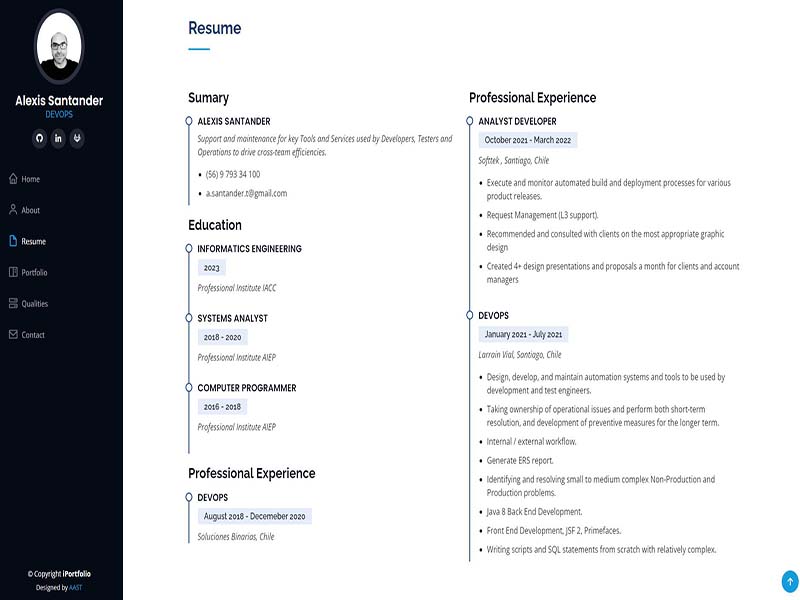 Alexis Santander
DEVOPS
Home
About
Resume
Portfolio
Qualities
Contact
© Copyright iPortfolio
Designed by AAST
Resume
Sumary
ALEXIS SANTANDER
Support and maintenance for key Tools and Services used by Developers, Testers and
Operations to drive cross-team efficiencies.
(56) 9 793 34 100
a.santander.t@gmail.com
Education
INFORMATICS ENGINEERING
2023
Professional Institute IACC
SYSTEMS ANALYST
2018 - 2020
Professional Institute AIEP
COMPUTER PROGRAMMER
2016 - 2018
Professional Institute AIEP
Professional Experience
DEVOPS
August 2018 - Decemeber 2020
Soluciones Binarias, Chile
Professional Experience
ANALYST DEVELOPER
October 2021 - March 2022
Softtek , Santiago, Chile
Execute and monitor automated build and deployment processes for various
product releases.
Request Management (L3 support).
Recommended and consulted with clients on the most appropriate graphic
design
Created 4+ design presentations and proposals a month for clients and account
managers
DEVOPS
January 2021 - July 2021
Larrain Vial, Santiago, Chile
Design, develop, and maintain automation systems and tools to be used by
development and test engineers.
Taking ownership of operational issues and perform both short-term
resolution, and development of preventive measures for the longer term.
Internal / external workflow.
Generate ERS report.
Identifying and resolving small to medium complex Non-Production and
Production problems.
Java 8 Back End Development.
Front End Development, JSF 2, Primefaces.
Writing scripts and SQL statements from scratch with relatively complex.